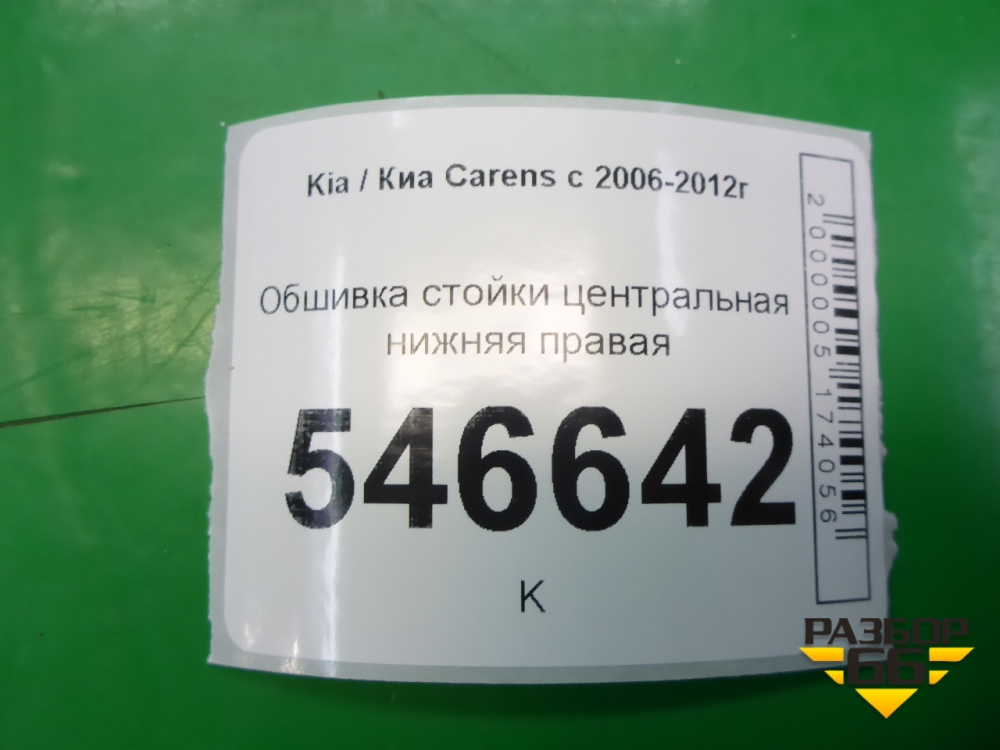 Kia / Киа Carens с 2006-2012г
Обшивка стойки центральная
нижняя правая
546642
К
2000005174056
РАЗБОР
66